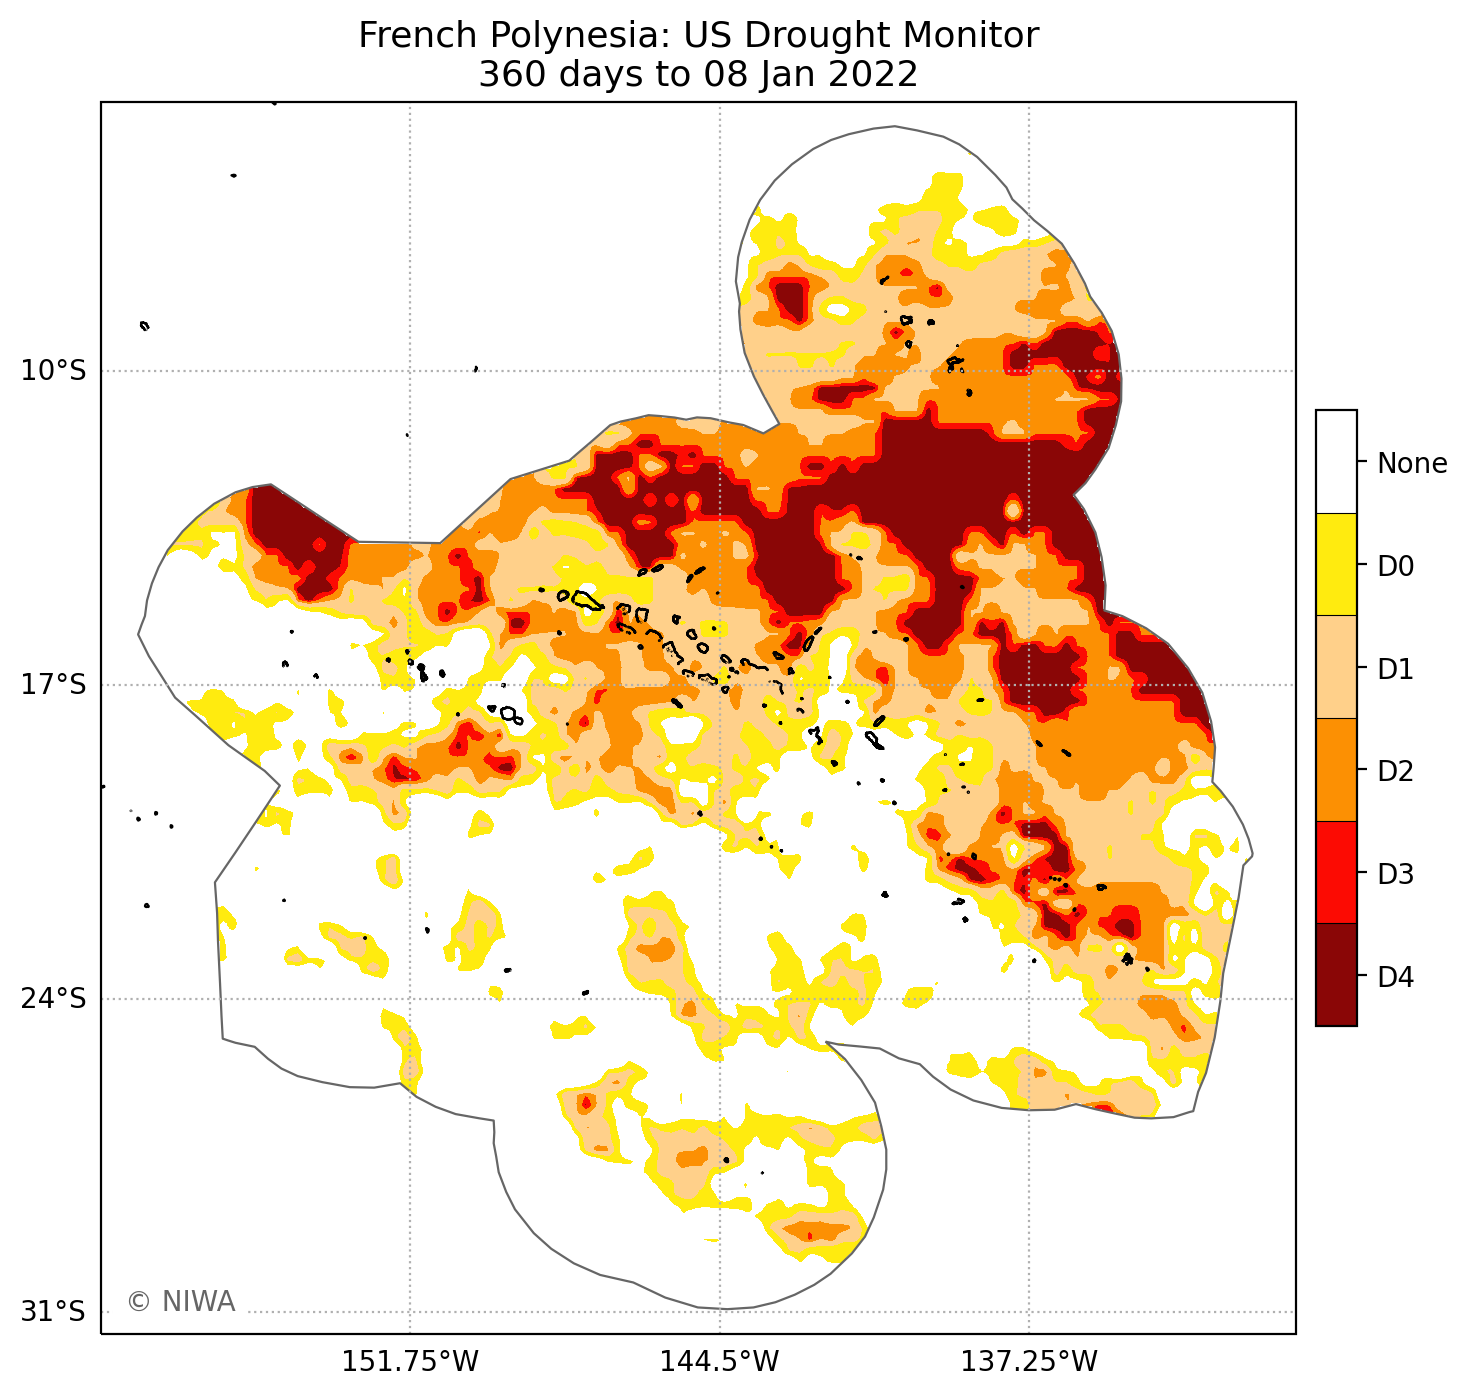 French Polynesia: US Drought Monitor
360 days to 08 Jan 2022
10°S
17°S
24°S
31°S
151.75°W
144.5°W
137.25°W
None
D0
D1
D2
D3
D4
© NIWA